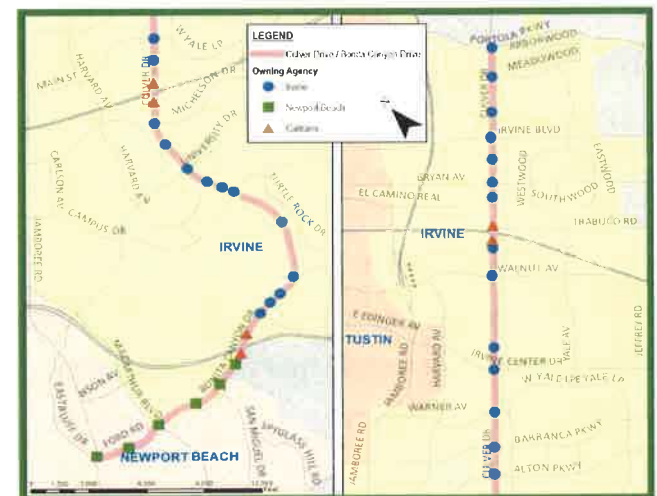 LEGEND
Culver Drive / Bonita Canyon Drive
Owning Agency
Irvine
Newport Beach
Caltrans
W YALE LP
MAIN ST
HARVARD AV
CULVER DR
MICHELSON DR
UNIVERSITY DR
HARVARD AV
CARLSON AV
CAMPUS DR
TURTLE ROCK DR
JAMBOREE RD
IRVINE
BONITA CANYON DR
MACARTHUR BLVD
BISON AV
EASTBLUFF DR
FORD RD
NEWPORT BEACH
SAN MIGUEL DR
SPYGLASS HILL RD
Feet
PORTOLA PKWY
ARBORWOOD
MEADOWOOD
CULVER DR
IRVINE BLVD
WESTWOOD
EASTWOOD
BRYAN AV
EL CAMINO REAL
SOUTHWOOD
TRABUCO RD
IRVINE
WALNUT AV
E EDINGER AV
TUSTIN
JAMBOREE RD
HARVARD AV
YALE AV
JEFFREY RD
IRVINE CENTER DR
W YALE LP
E YALE LP
WARNER AV
JAMBOREE RD
CULVER DR
BARRANCA PKWY
ALTON PKWY